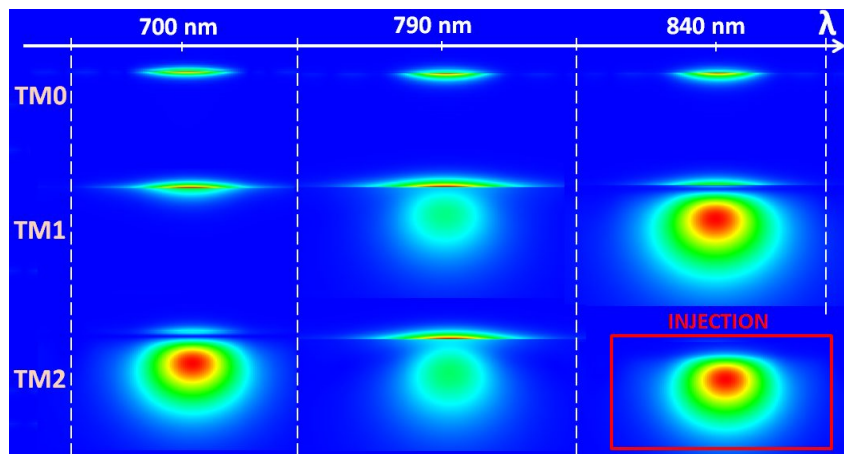 700 nm 790 nm 840 nm λ
TM0
TM1
INJECTION
TM2